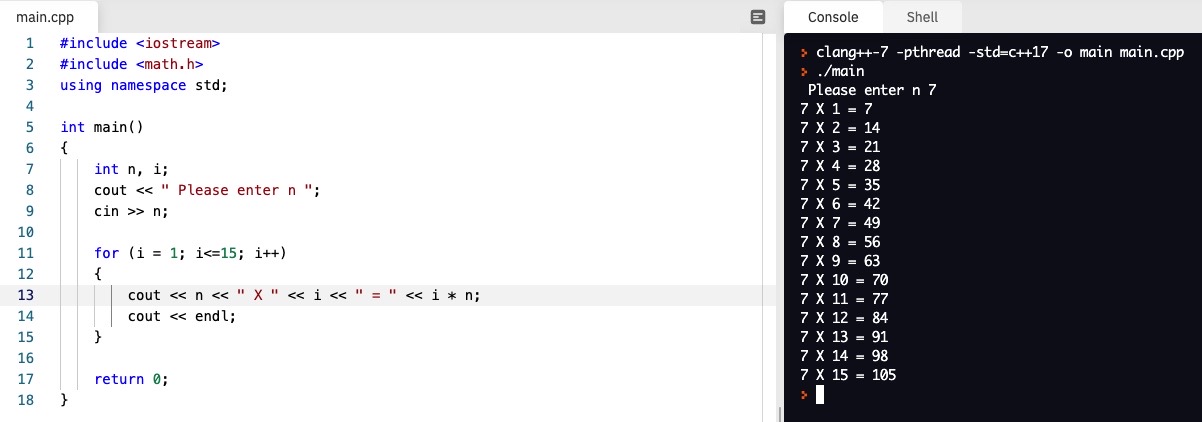 main.cpp
1 #include <iostream>
2 #include <math.h>
3 using namespace std;
4
5 int main()
6 {
7     int n, i;
8     cout << " Please enter n ";
9     cin >> n;
10
11     for (i = 1; i<=15; i++)
12     {
13         cout << n << " X " << i << " = " << i * n;
14         cout << endl;
15     }
16
17     return 0;
18 }
Console Shell
> clang++-7 -pthread -std=c++17 -o main main.cpp
> ./main
 Please enter n 7
7 X 1 = 7
7 X 2 = 14
7 X 3 = 21
7 X 4 = 28
7 X 5 = 35
7 X 6 = 42
7 X 7 = 49
7 X 8 = 56
7 X 9 = 63
7 X 10 = 70
7 X 11 = 77
7 X 12 = 84
7 X 13 = 91
7 X 14 = 98
7 X 15 = 105
>